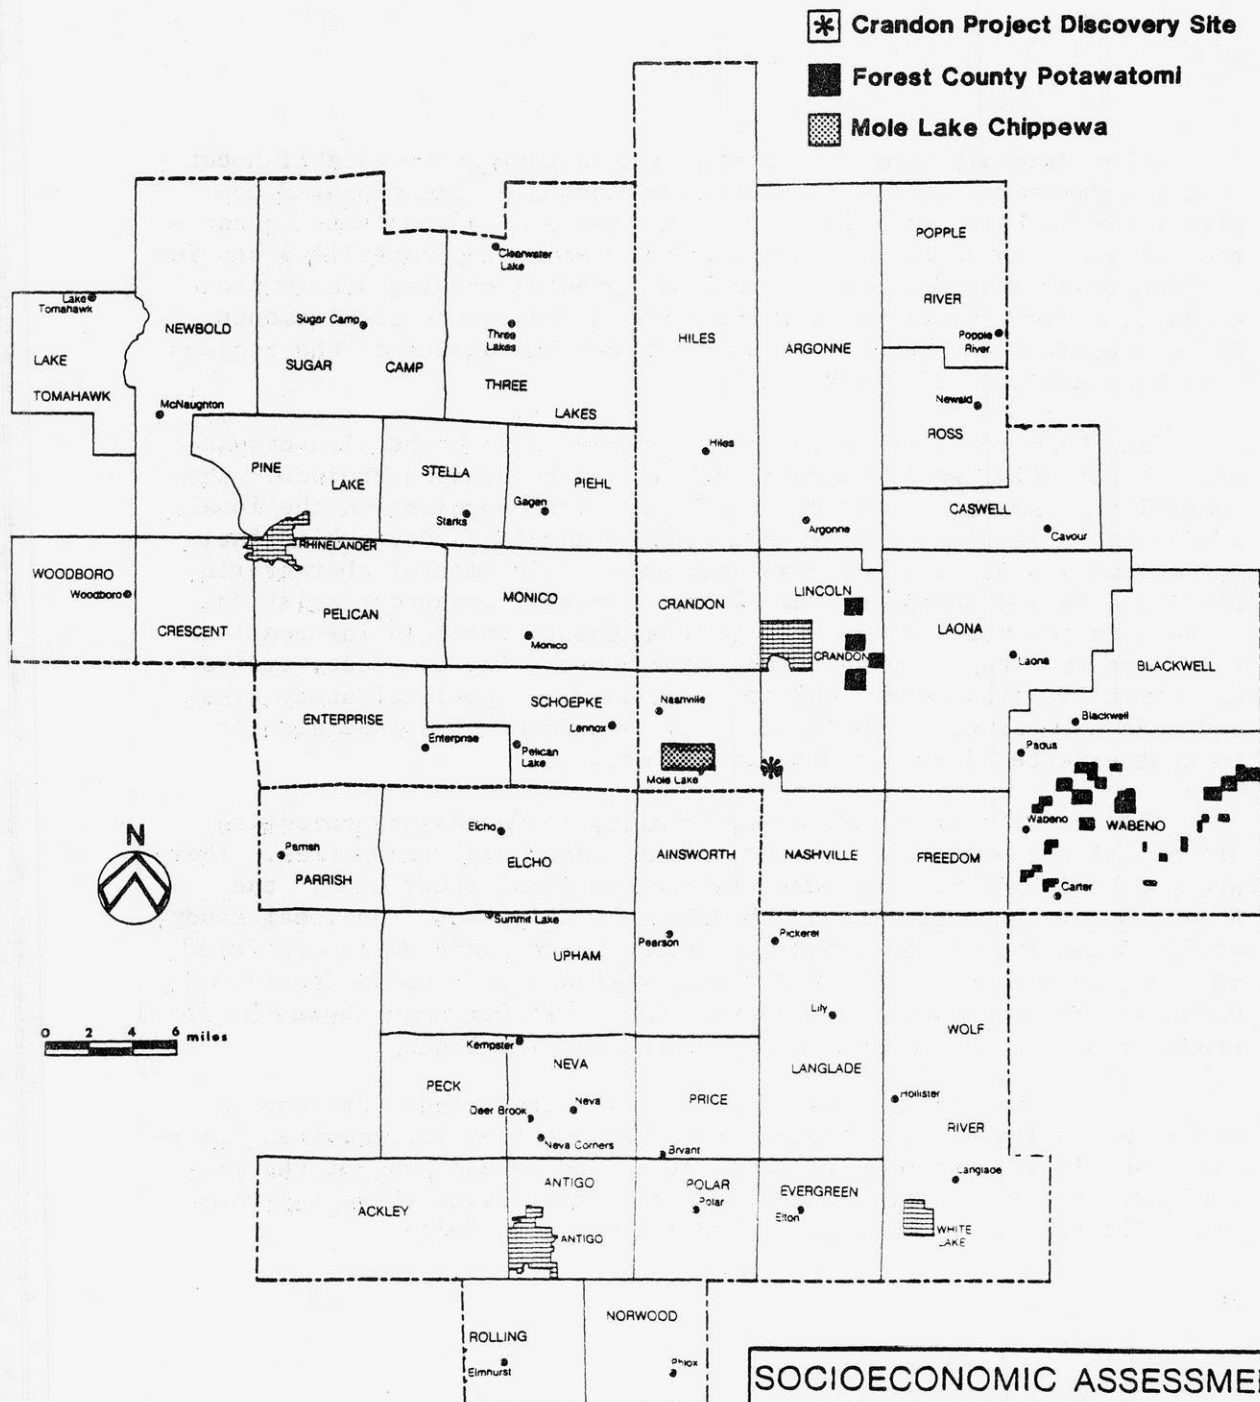 Crandon Project Discovery Site
Forest County Potawatomi
Mole Lake Chippewa
POPPLE
RIVER
Popple
River
Clearwater
Lake
Lake
Tomahawk
NEWBOLD
Sugar Camp
Three
Lakes
HILES
ARGONNE
LAKE
TOMAHAWK
SUGAR
CAMP
THREE
LAKES
McNaughton
Newald
ROSS
Hiles
PINE
LAKE
STELLA
PIEHL
Gagen
Starks
Argonne
CASWELL
Cavour
RHINELANDER
WOODBORO
Woodboro
CRESCENT
PELICAN
MONICO
Monico
CRANDON
LINCOLN
CRANDON
LAONA
Laona
BLACKWELL
Blackwell
ENTERPRISE
Enterprise
SCHOEPKE
Lennox
Pelican
Lake
Nashville
Mole Lake
Padus
Wabeno
WABENO
Carter
N
Parrish
PARRISH
Elcho
ELCHO
AINSWORTH
NASHVILLE
FREEDOM
Summit Lake
UPHAM
Pearson
Pickerel
Lily
WOLF
RIVER
0 2 4 6 miles
Kempster
NEVA
PECK
Deer Brook
Neva
Neva Corners
PRICE
Bryant
LANGLADE
Hollister
Langlade
ACKLEY
ANTIGO
ANTIGO
POLAR
Polar
EVERGREEN
Elton
WHITE
LAKE
ROLLING
Elmhurst
NORWOOD
Phlox
SOCIOECONOMIC ASSESSME